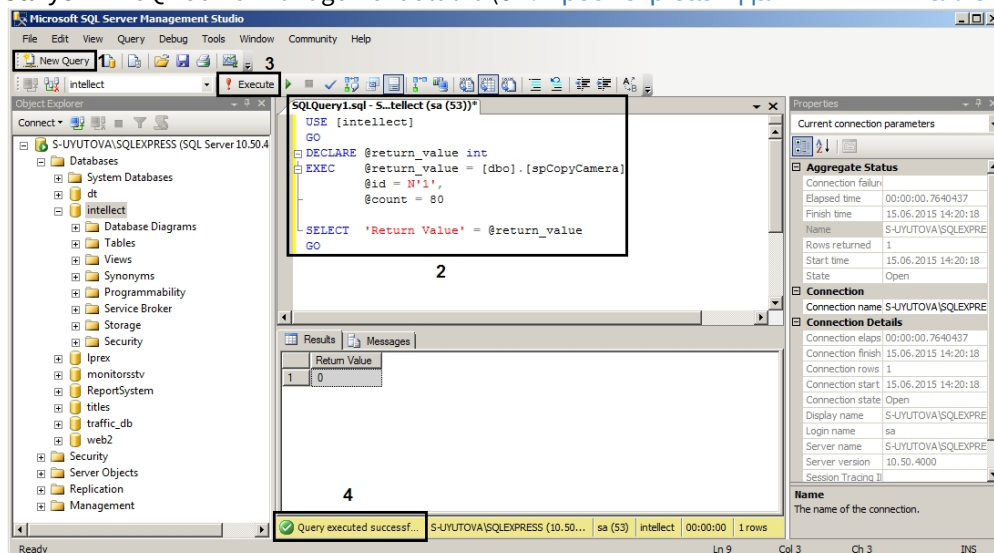 Microsoft SQL Server Management Studio
File Edit View Query Debug Tools Window Community Help
New Query 1 3
intellect Execute
Object Explorer
Connect
S-UYUTOVA\SQLEXPRESS (SQL Server 10.50.4
Databases
System Databases
dt
intellect
Database Diagrams
Tables
Views
Synonyms
Programmability
Service Broker
Storage
Security
lprex
monitorsstv
ReportSystem
titles
traffic_db
web2
Security
Server Objects
Replication
Management
SQLQuery1.sql - S...tellect (sa (53))*
USE [intellect]
GO
DECLARE @return_value int
EXEC @return_value = [dbo].[spCopyCamera]
@id = N'1',
@count = 80
SELECT 'Return Value' = @return_value
GO
2
Results Messages
Return Value
1 0
4
Query executed successf... S-UYUTOVA\SQLEXPRESS (10.50... sa (53) intellect 00:00:00 1 rows
Properties
Current connection parameters
Aggregate Status
Connection failur
Elapsed time 00:00:00.7640437
Finish time 15.06.2015 14:20:18
Name S-UYUTOVA\SQLEXPRE
Rows returned 1
Start time 15.06.2015 14:20:18
State Open
Connection
Connection name S-UYUTOVA\SQLEXPRE
Connection Details
Connection elaps 00:00:00.7640437
Connection finish 15.06.2015 14:20:18
Connection rows 1
Connection start 15.06.2015 14:20:18
Connection state Open
Display name S-UYUTOVA\SQLEXPRE
Login name sa
Server name S-UYUTOVA\SQLEXPRE
Server version 10.50.4000
Session Tracing I
Name
The name of the connection.
Ready Ln 9 Col 3 Ch 3 INS